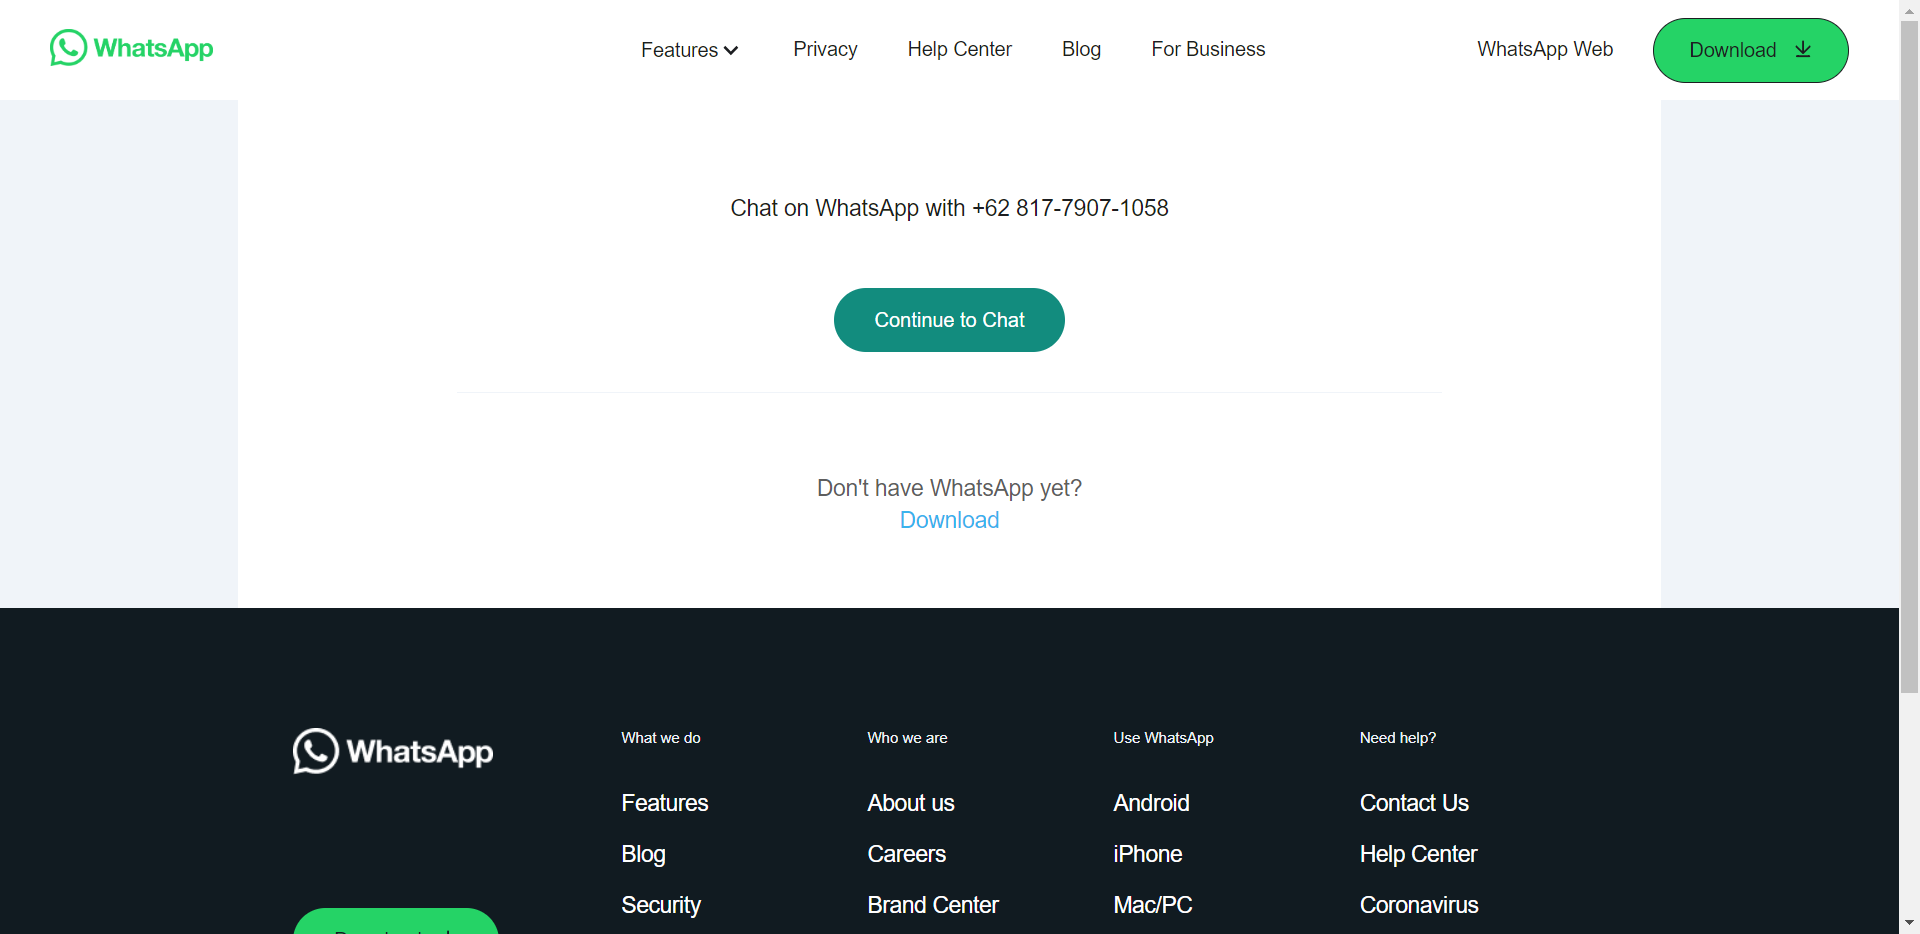 WhatsApp
Features
Privacy
Help Center
Blog
For Business
WhatsApp Web
Download
Chat on WhatsApp with +62 817-7907-1058
Continue to Chat
Don't have WhatsApp yet?
Download
WhatsApp
What we do
Features
Blog
Security
Who we are
About us
Careers
Brand Center
Use WhatsApp
Android
iPhone
Mac/PC
Need help?
Contact Us
Help Center
Coronavirus